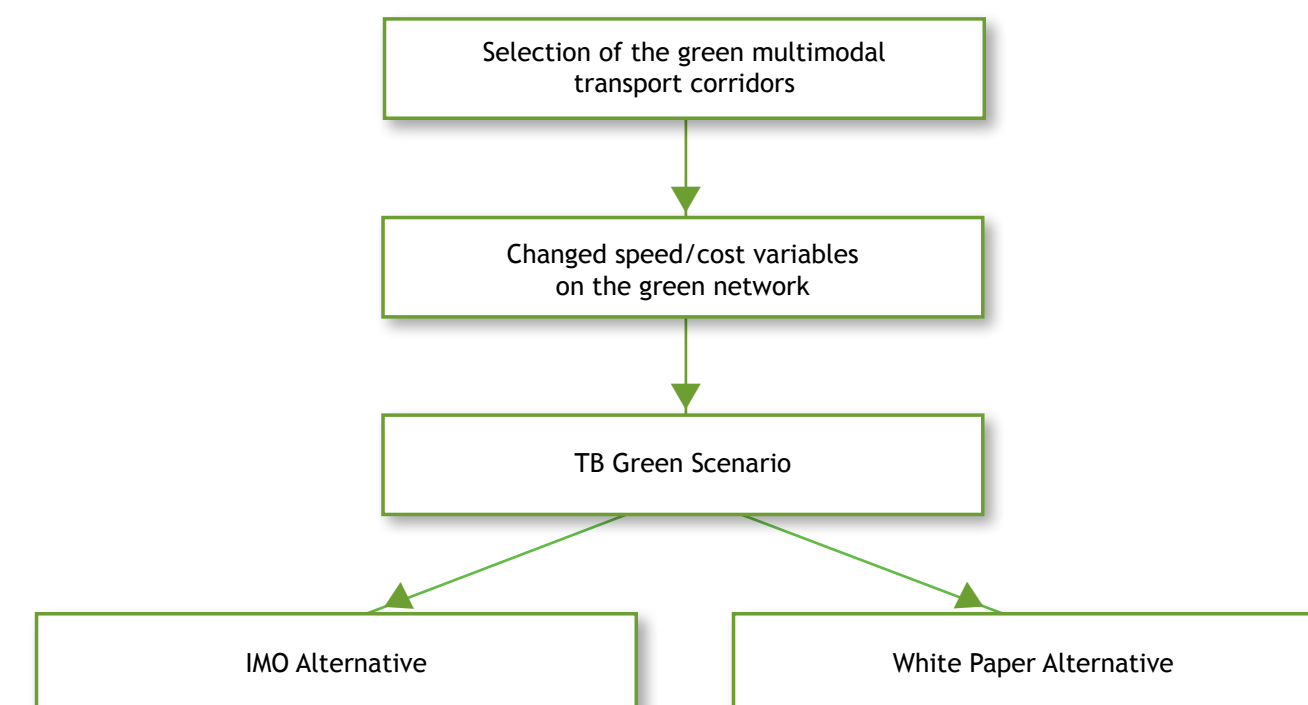 Selection of the green multimodal
transport corridors
Changed speed/cost variables
on the green network
TB Green Scenario
IMO Alternative
White Paper Alternative